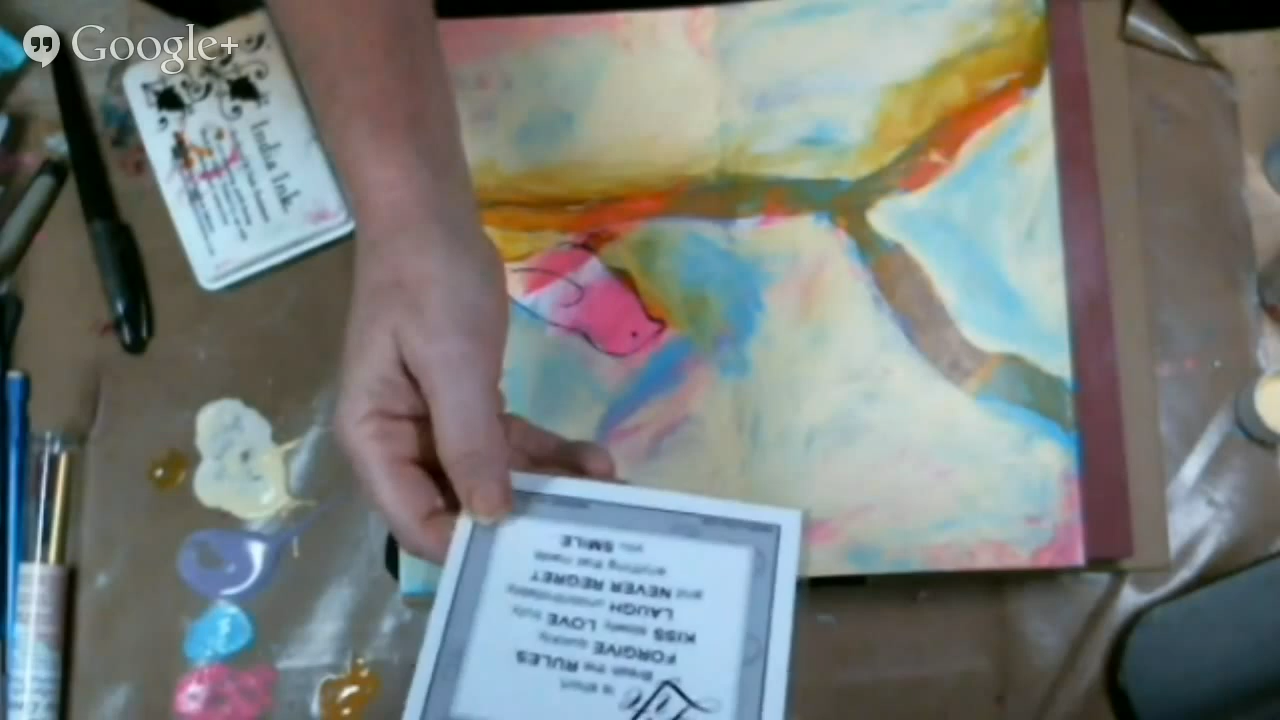 Google+
India Ink
Life
is short
Break the RULES
FORGIVE quickly
KISS slowly LOVE truly
LAUGH uncontrollably
and NEVER REGRET
anything that made
you SMILE